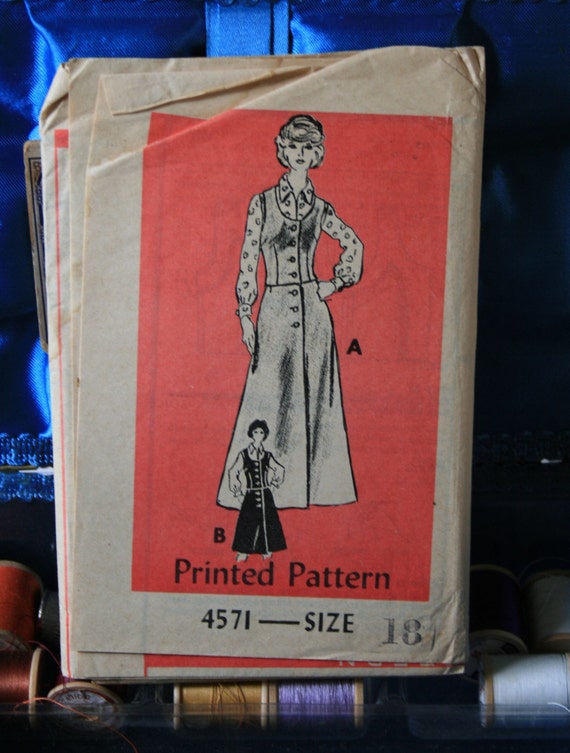 A
B
Printed Pattern
4571 — SIZE 18